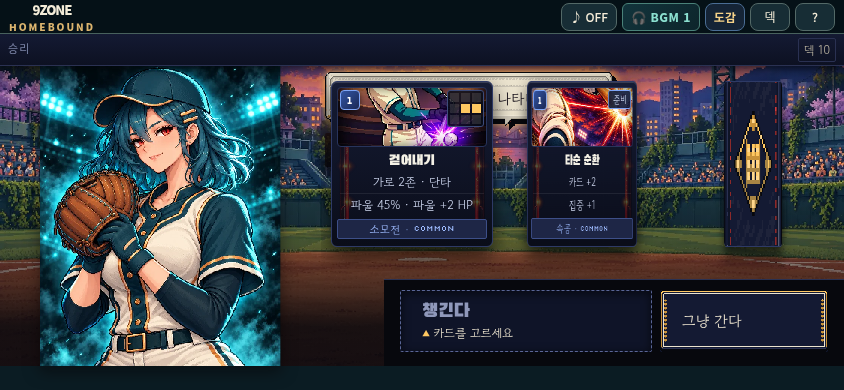 9ZONE
HOMEBOUND
♪ OFF
🎧 BGM 1
도감
덱
?
승리
덱 10
나타
1
걷어내기
가로 2존 · 단타
파울 45% · 파울 +2 HP
소모전 · COMMON
1
준비
타순 순환
카드 +2
집중 +1
속공 · COMMON
챙긴다
▲ 카드를 고르세요
그냥 간다